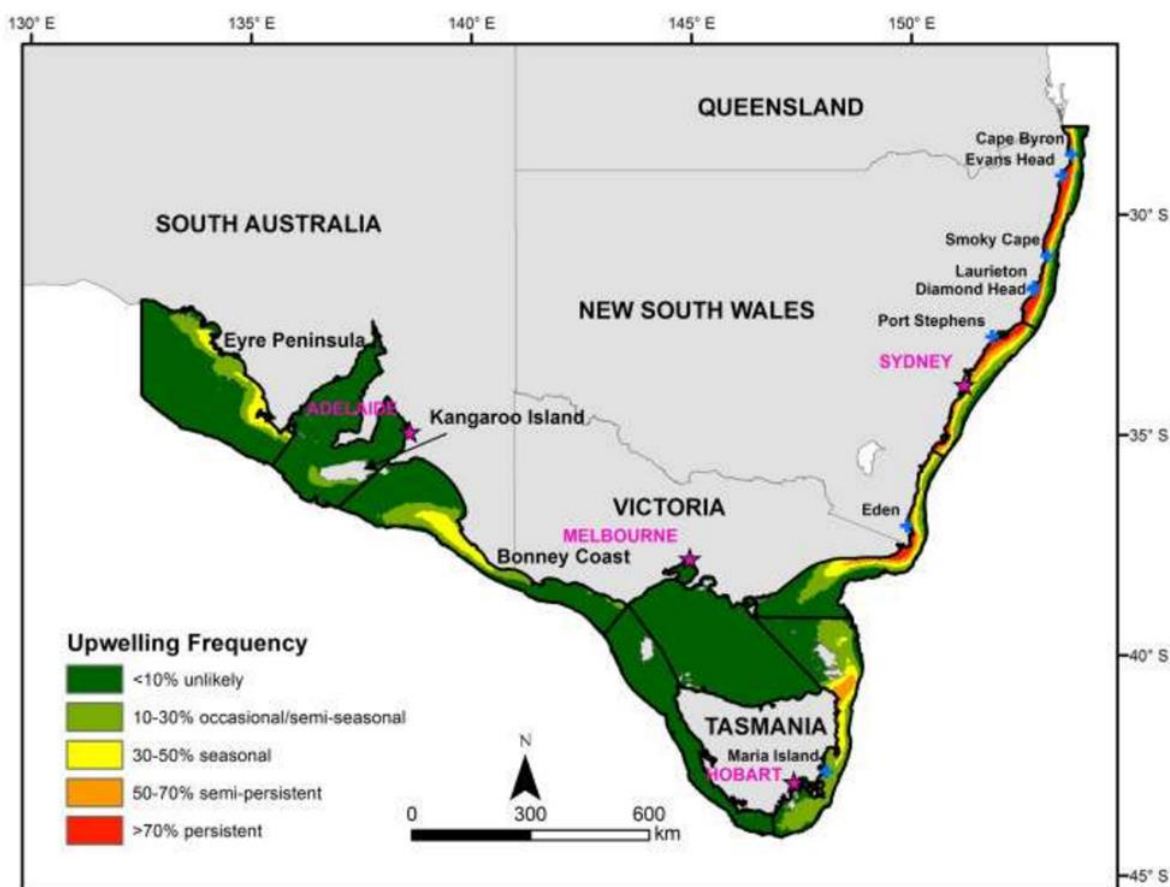 130° E
135° E
140° E
145° E
150° E
QUEENSLAND
Cape Byron
Evans Head
SOUTH AUSTRALIA
30° S
Smoky Cape
Laurieton
Diamond Head
NEW SOUTH WALES
Port Stephens
Eyre Peninsula
SYDNEY
ADELAIDE
Kangaroo Island
35° S
VICTORIA
Eden
MELBOURNE
Bonney Coast
Upwelling Frequency
<10% unlikely
40° S
10-30% occasional/semi-seasonal
TASMANIA
30-50% seasonal
N
Maria Island
HOBART
50-70% semi-persistent
0 300 600
km
>70% persistent
45° S